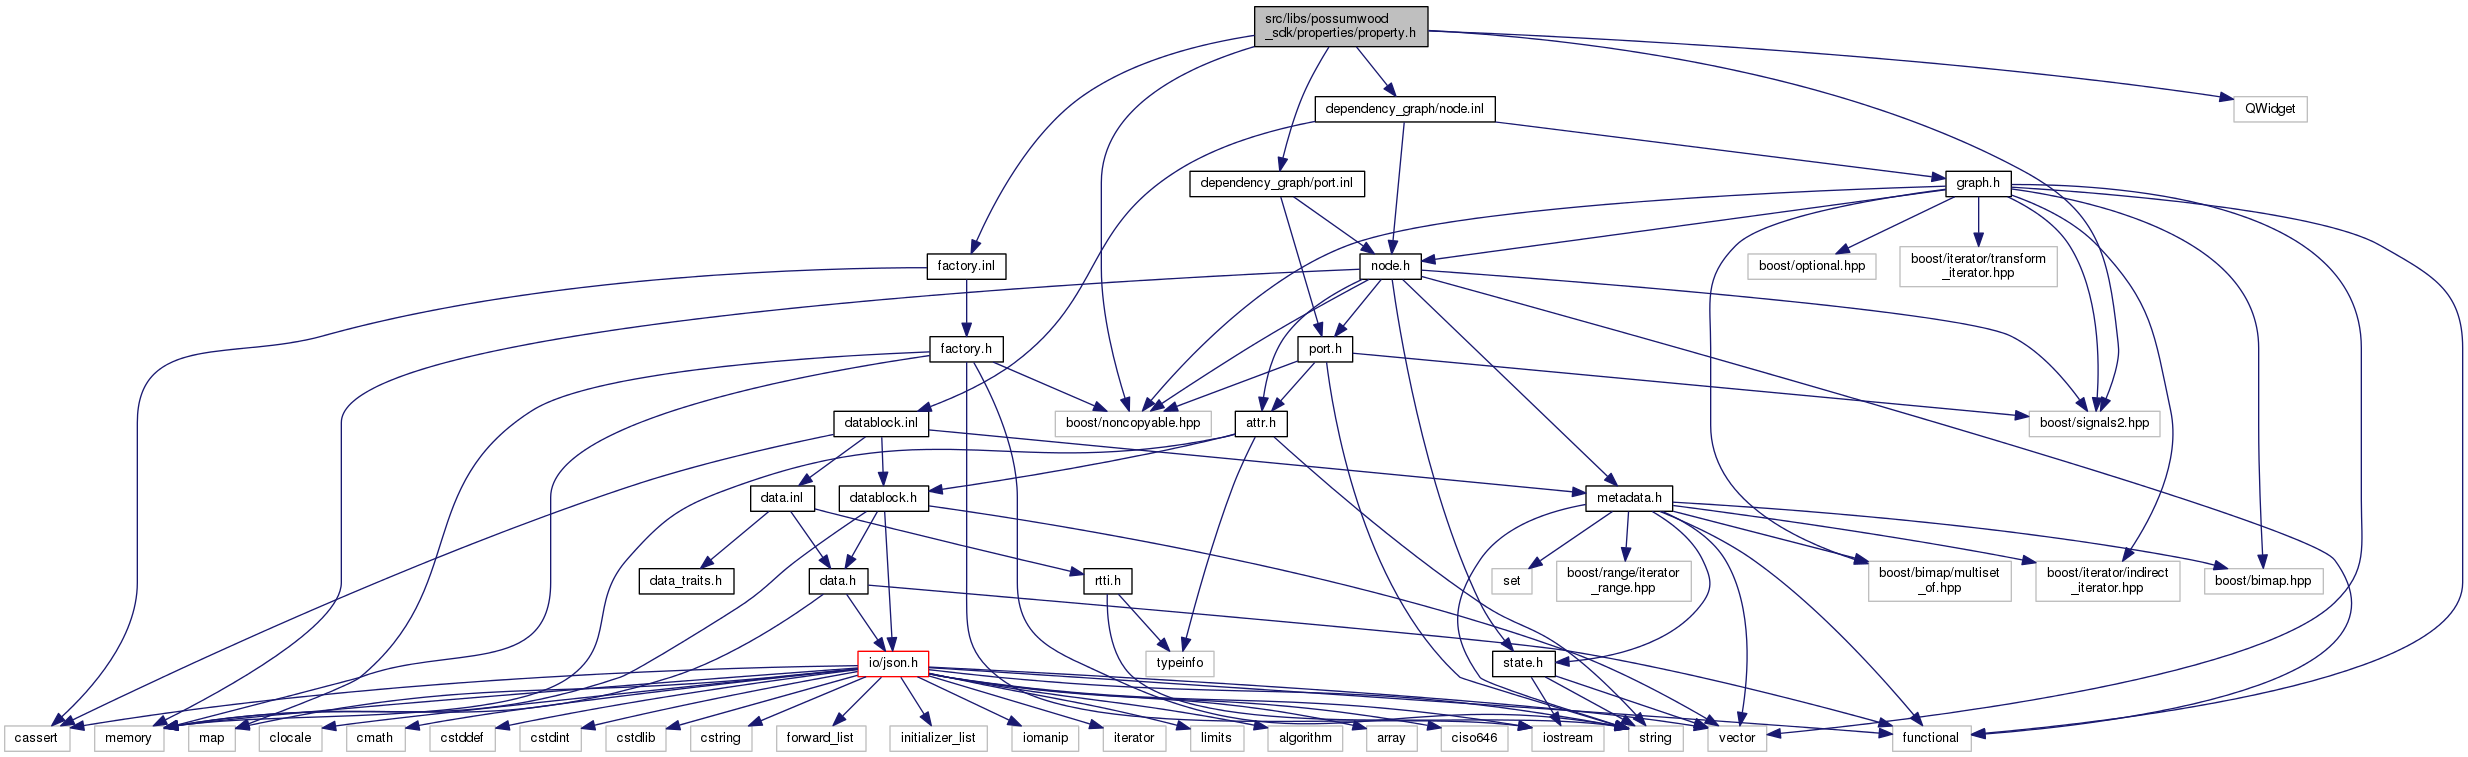 src/libs/possumwood
_sdk/properties/property.h
dependency_graph/node.inl
QWidget
dependency_graph/port.inl
graph.h
factory.inl
node.h
boost/optional.hpp
boost/iterator/transform
_iterator.hpp
factory.h
port.h
datablock.inl
boost/noncopyable.hpp
attr.h
boost/signals2.hpp
data.inl
datablock.h
metadata.h
data_traits.h
data.h
rtti.h
set
boost/range/iterator
_range.hpp
boost/bimap/multiset
_of.hpp
boost/iterator/indirect
_iterator.hpp
boost/bimap.hpp
io/json.h
typeinfo
state.h
cassert
memory
map
clocale
cmath
cstddef
cstdint
cstdlib
cstring
forward_list
initializer_list
iomanip
iterator
limits
algorithm
array
ciso646
iostream
string
vector
functional